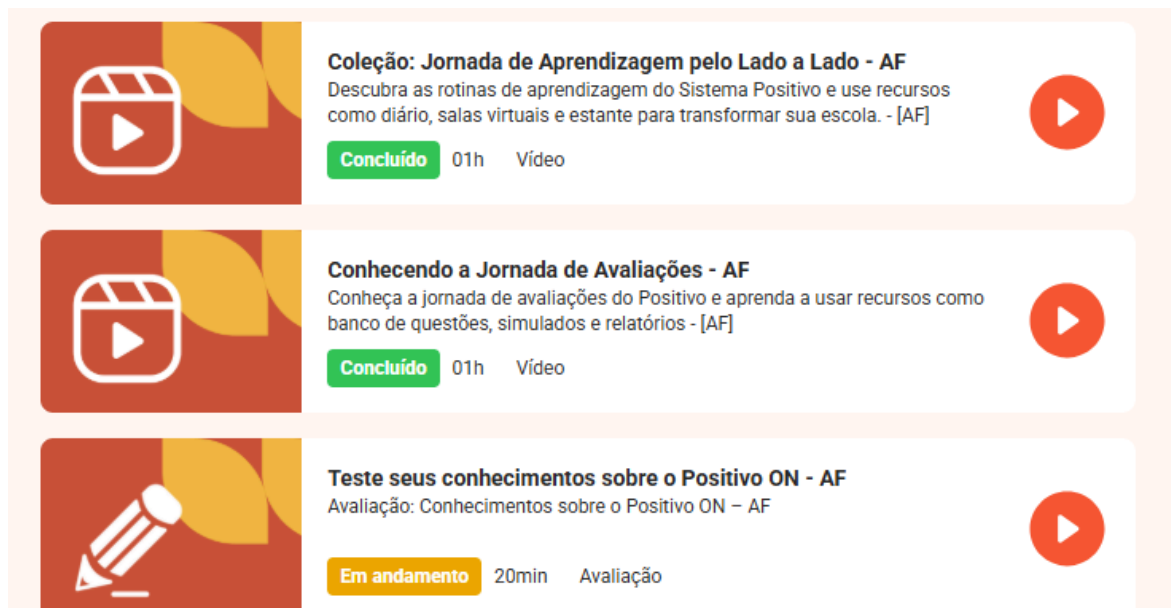 Coleção: Jornada de Aprendizagem pelo Lado a Lado - AF
Descubra as rotinas de aprendizagem do Sistema Positivo e use recursos
como diário, salas virtuais e estante para transformar sua escola. - [AF]
Concluído 01h Vídeo
Conhecendo a Jornada de Avaliações - AF
Conheça a jornada de avaliações do Positivo e aprenda a usar recursos como
banco de questões, simulados e relatórios - [AF]
Concluído 01h Vídeo
Teste seus conhecimentos sobre o Positivo ON - AF
Avaliação: Conhecimentos sobre o Positivo ON – AF
Em andamento 20min Avaliação